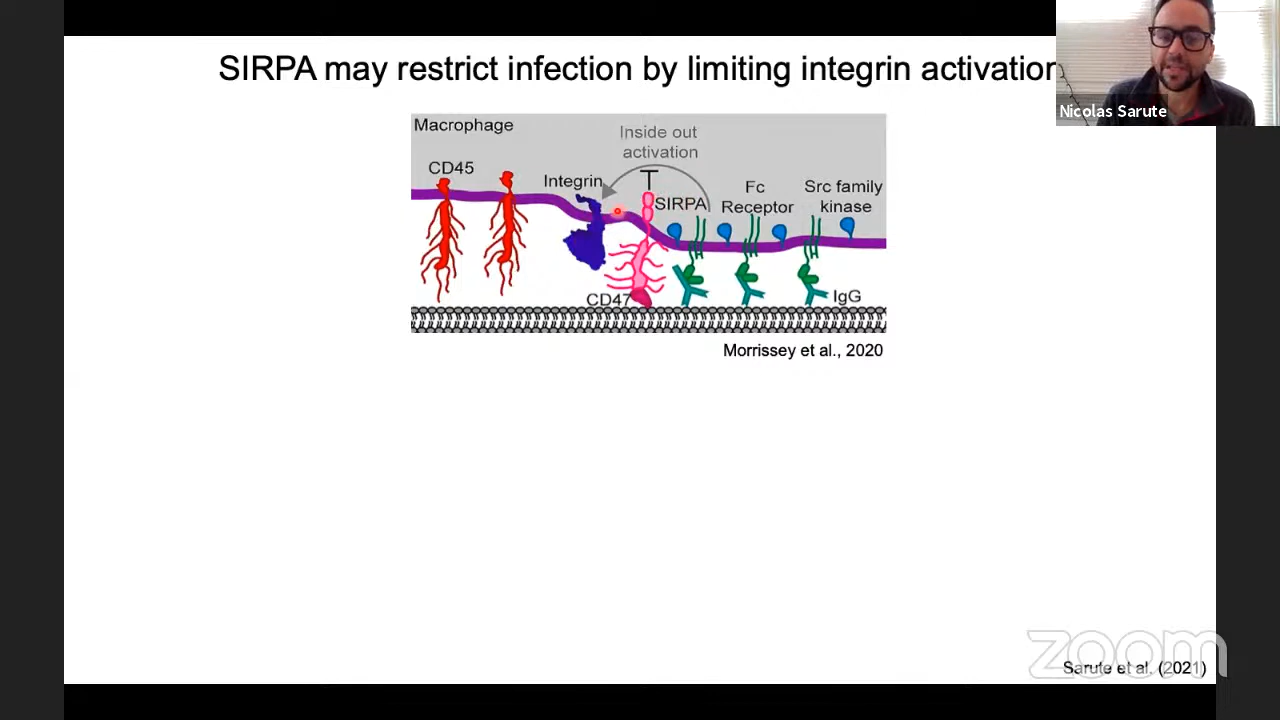 SIRPA may restrict infection by limiting integrin activation
Nicolas Sarute
Macrophage
Inside out
activation
CD45
Integrin
SIRPA
Fc
Receptor
Src family
kinase
CD47
IgG
Morrissey et al., 2020
zoom
Sarute et al. (2021)